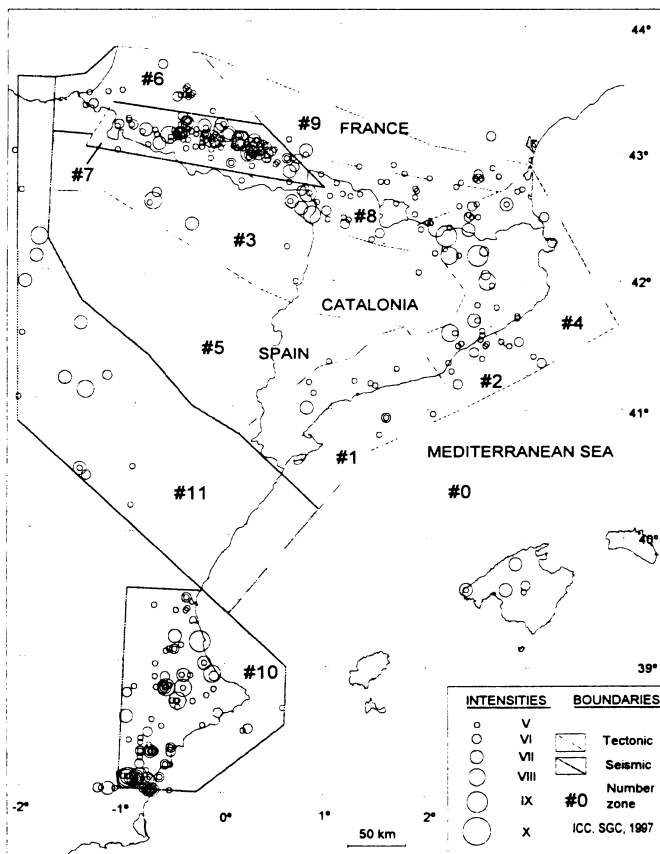 44°
#6
#9
FRANCE
43°
#7
#8
#3
42°
CATALONIA
#4
#5
SPAIN
#2
41°
#1
MEDITERRANEAN SEA
#0
#11
40°
39°
#10
INTENSITIES BOUNDARIES
V
VI
Tectonic
VII
Seismic
VIII
Number
IX
#0 zone
X
ICC. SGC, 1997
-2° -1° 0° 1° 2°
50 km